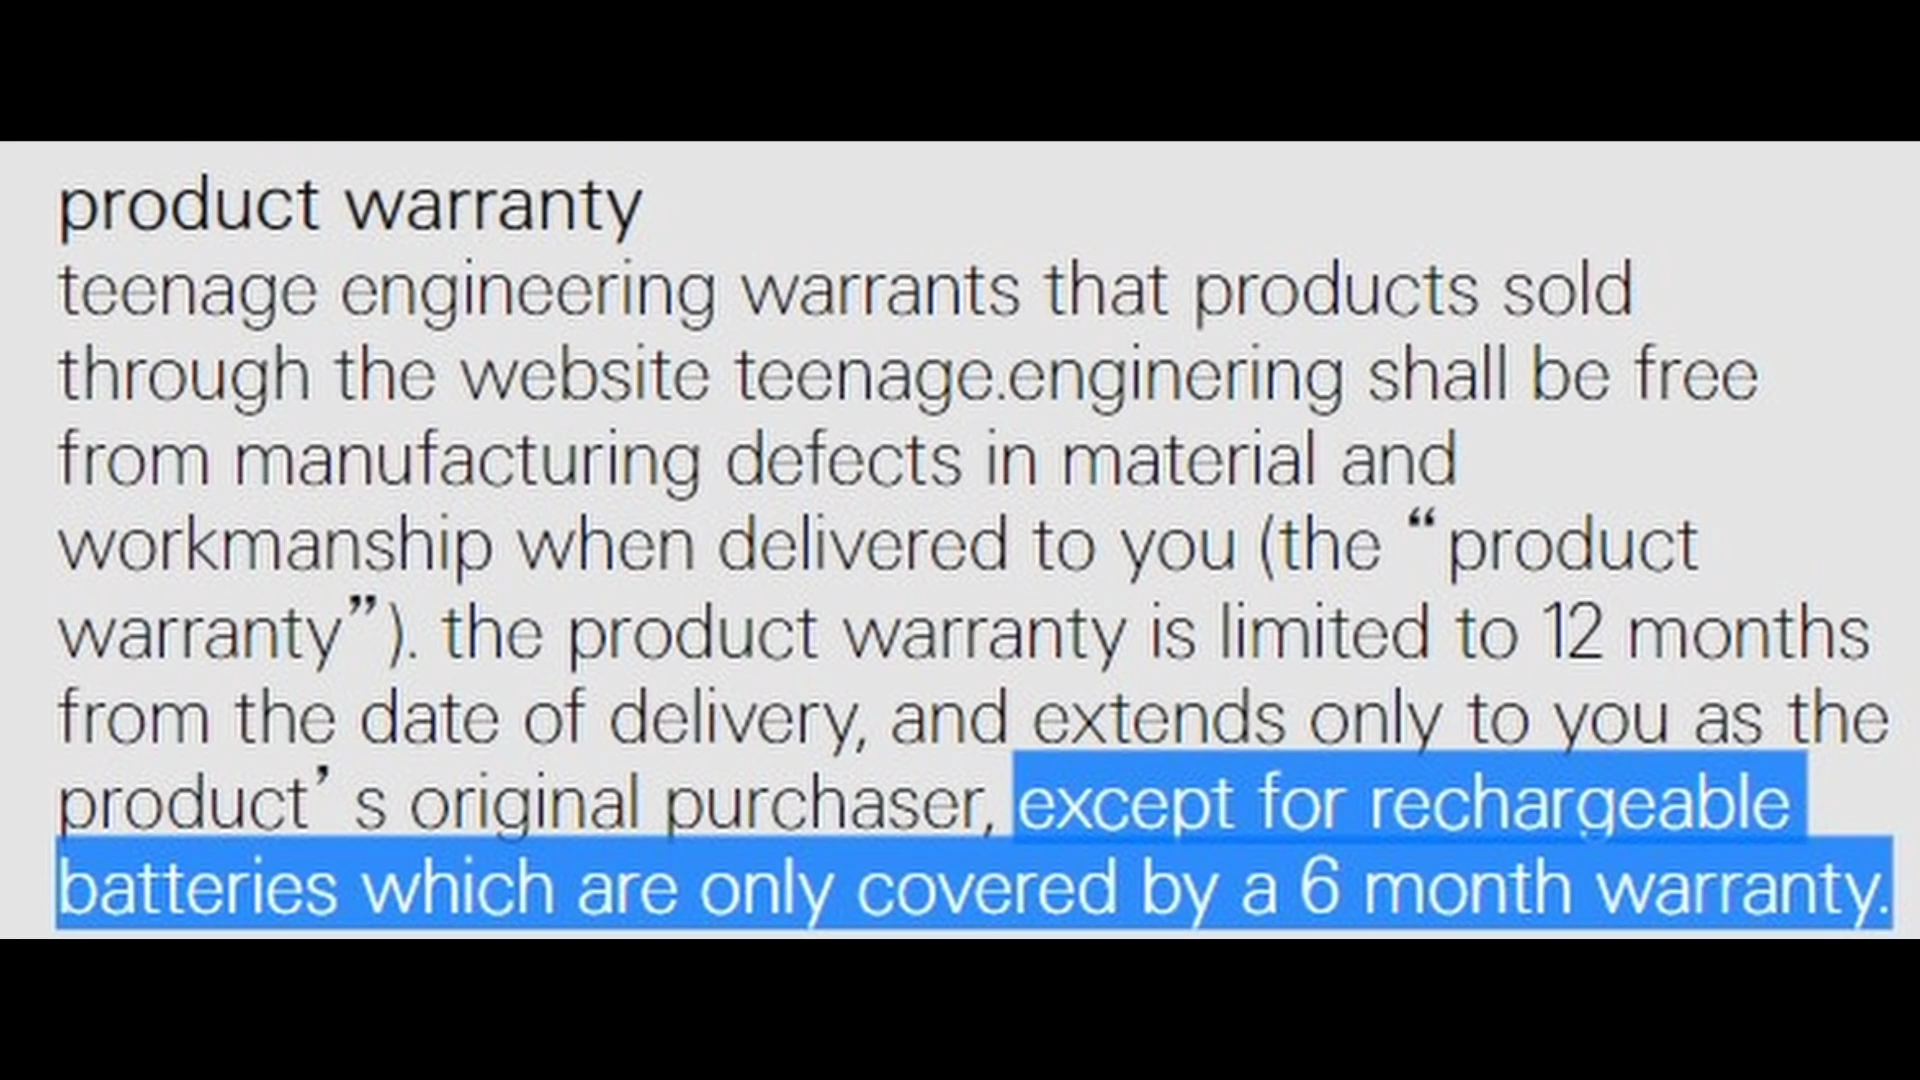 product warranty
teenage engineering warrants that products sold
through the website teenage.enginering shall be free
from manufacturing defects in material and
workmanship when delivered to you (the “product
warranty”). the product warranty is limited to 12 months
from the date of delivery, and extends only to you as the
product’ s original purchaser, except for rechargeable
batteries which are only covered by a 6 month warranty.